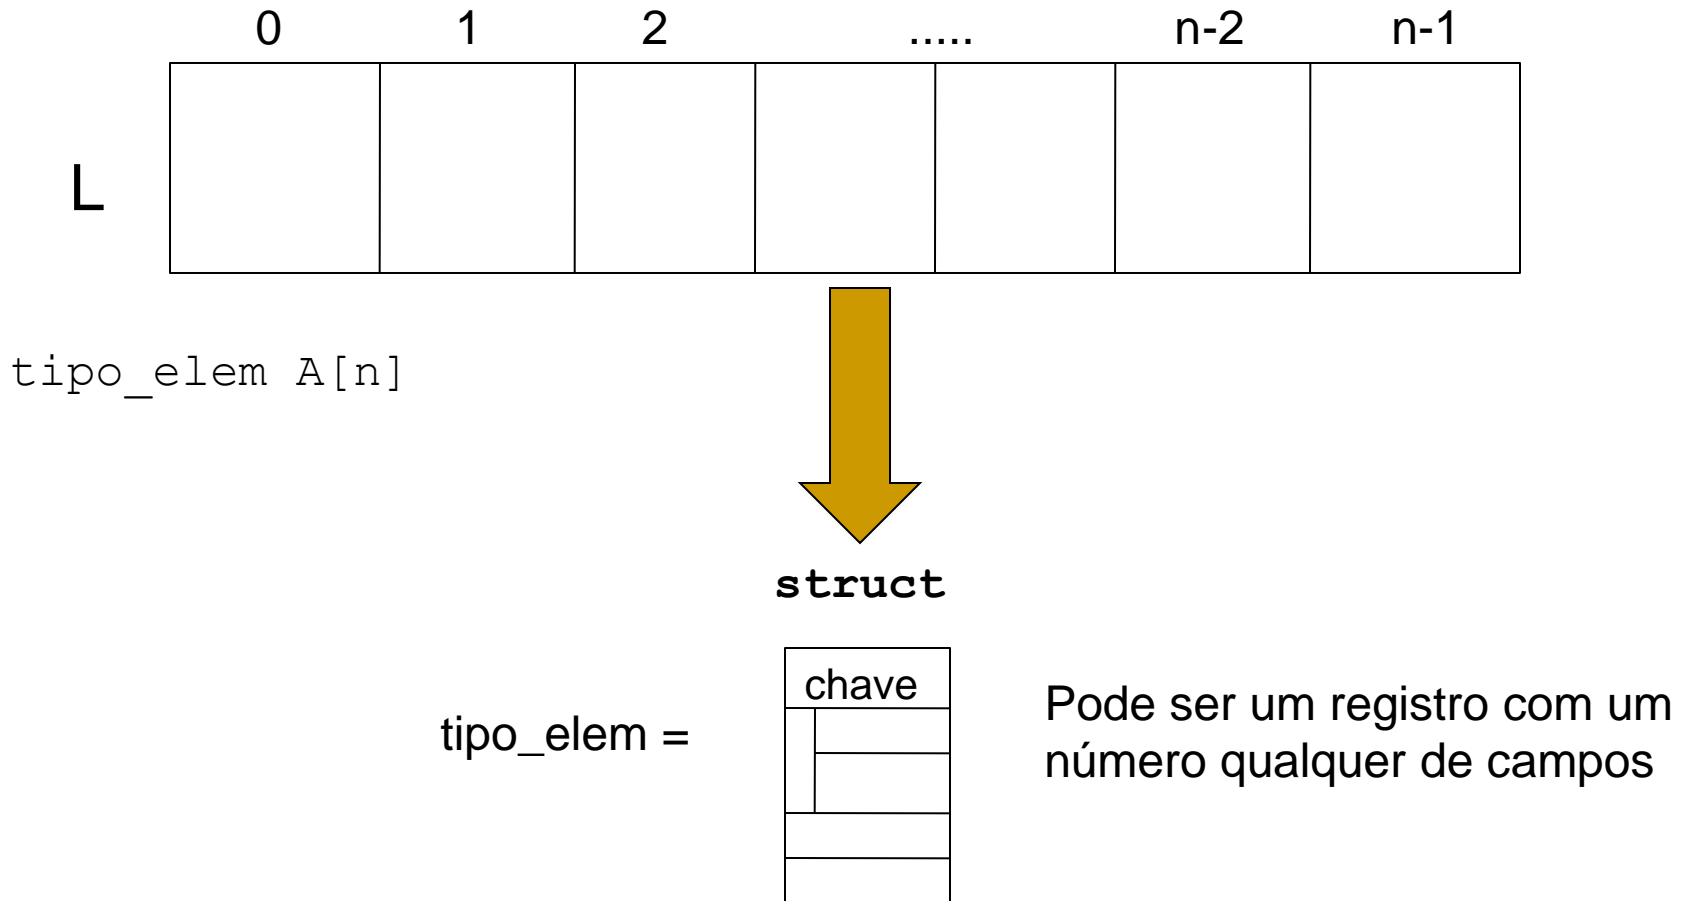 0 1 2 ..... n-2 n-1
L
tipo_elem A[n]
struct
chave
tipo_elem =
Pode ser um registro com um
número qualquer de campos